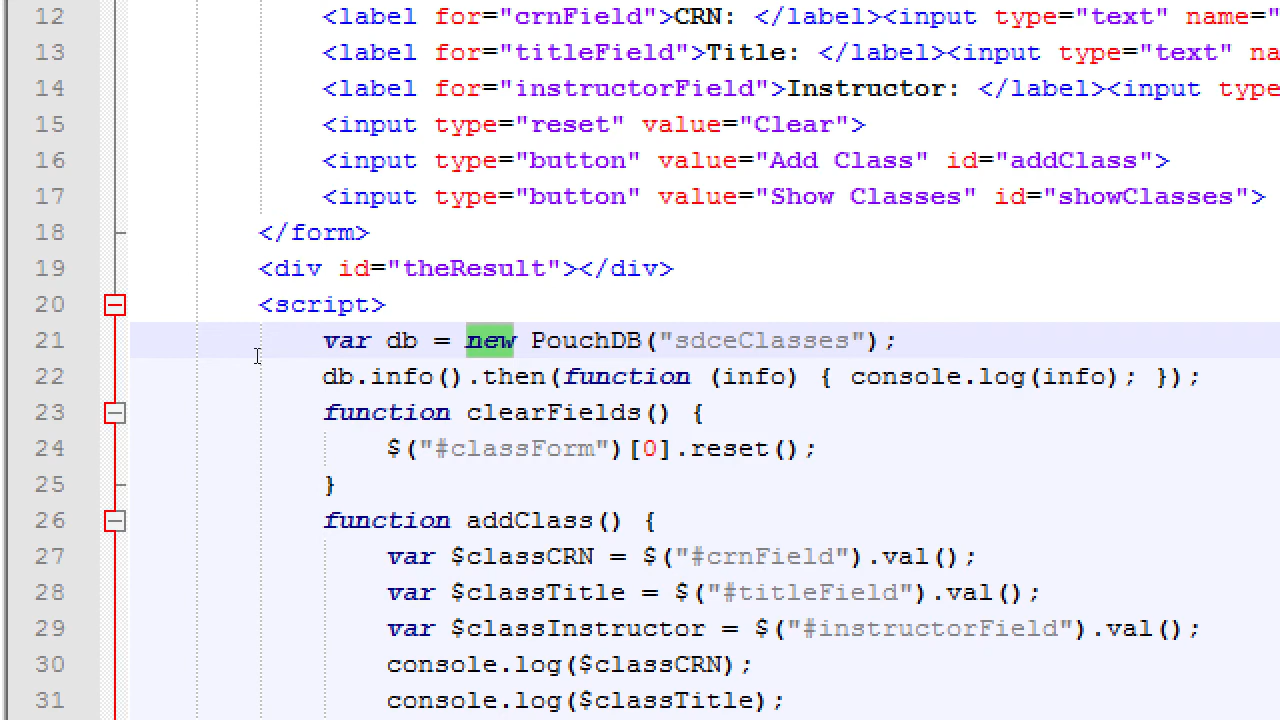 12 <label for="crnField">CRN: </label><input type="text" name="
13 <label for="titleField">Title: </label><input type="text" na
14 <label for="instructorField">Instructor: </label><input type
15 <input type="reset" value="Clear">
16 <input type="button" value="Add Class" id="addClass">
17 <input type="button" value="Show Classes" id="showClasses">
18 </form>
19 <div id="theResult"></div>
20 <script>
21 var db = new PouchDB("sdceClasses");
22 db.info().then(function (info) { console.log(info); });
23 function clearFields() {
24 $("#classForm")[0].reset();
25 }
26 function addClass() {
27 var $classCRN = $("#crnField").val();
28 var $classTitle = $("#titleField").val();
29 var $classInstructor = $("#instructorField").val();
30 console.log($classCRN);
31 console.log($classTitle);